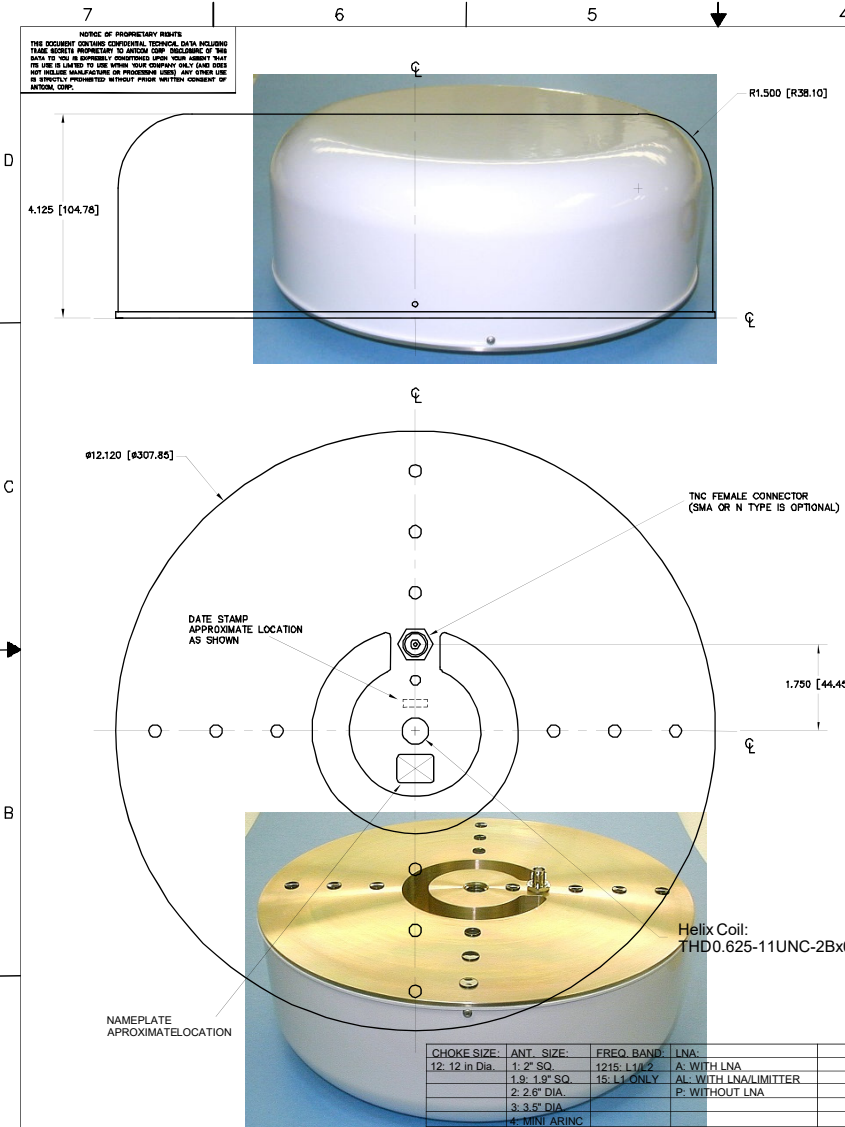 7 6 5 4
NOTICE OF PROPRIETARY RIGHTS
THIS DOCUMENT CONTAINS CONFIDENTIAL TECHNICAL DATA INCLUDING
TRADE SECRETS PROPRIETARY TO ANTCOM CORP DISCLOSURE OF THIS
DATA TO YOU IS EXPRESSLY CONDITIONED UPON YOUR ASSENT THAT
ITS USE IS LIMITED TO USE WITHIN YOUR COMPANY ONLY (AND DOES
NOT INCLUDE MANUFACTURE OR PROCESSING USES) ANY OTHER USE
IS STRICTLY PROHIBITED WITHOUT PRIOR WRITTEN CONSENT OF
ANTCOM, CORP.
R1.500 [R38.10]
D
4.125 [104.78]
C
ø12.120 [ø307.85]
TNC FEMALE CONNECTOR
(SMA OR N TYPE IS OPTIONAL)
DATE STAMP
APPROXIMATE LOCATION
AS SHOWN
1.750 [44.45
B
Helix Coil:
THD0.625-11UNC-2Bx
NAMEPLATE
APROXIMATELOCATION
CHOKE SIZE: ANT. SIZE: FREQ. BAND: LNA:
12: 12 in Dia. 1: 2" SQ. 1215: L1/L2 A: WITH LNA
1.9: 1.9" SQ. 15: L1 ONLY AL: WITH LNA/LIMITTER
2: 2.6" DIA. P: WITHOUT LNA
3: 3.5" DIA.
4: MINI ARINC